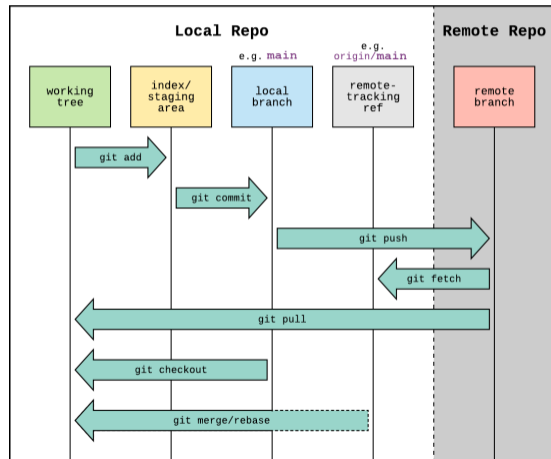 Local Repo
Remote Repo
e.g. main
e.g.
origin/main
working
tree
index/
staging
area
local
branch
remote-
tracking
ref
remote
branch
git add
git commit
git push
git fetch
git pull
git checkout
git merge/rebase